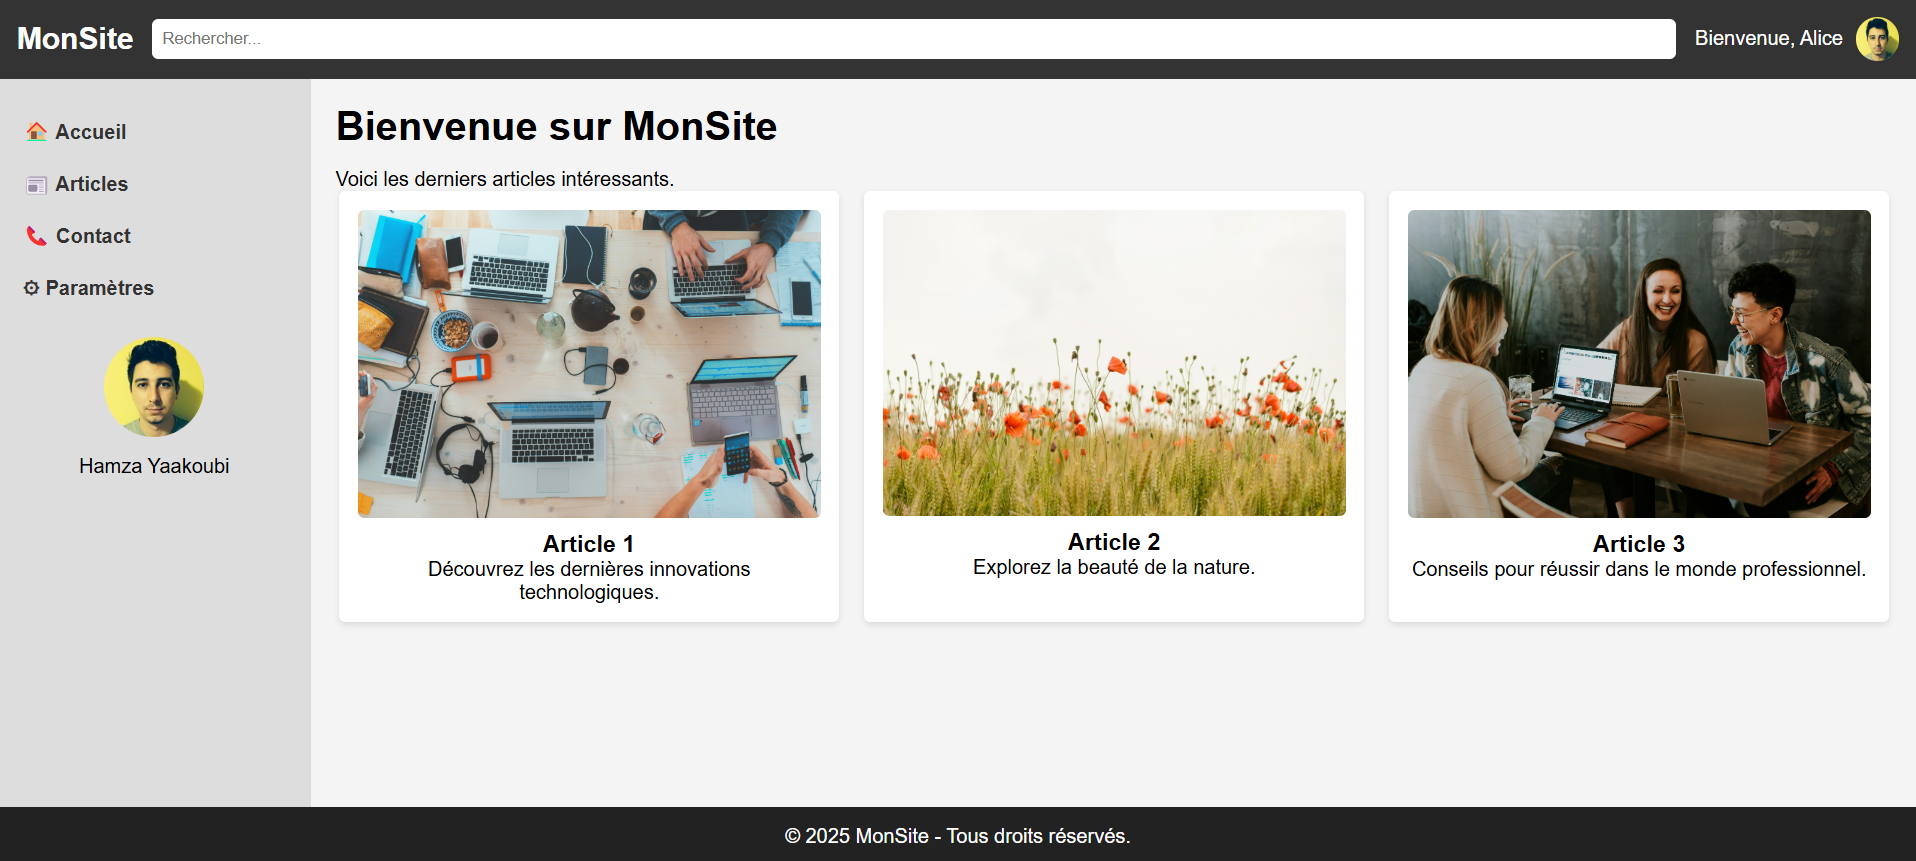 MonSite
Rechercher...
Bienvenue, Alice
Accueil
Articles
Contact
Paramètres
Hamza Yaakoubi
Bienvenue sur MonSite
Voici les derniers articles intéressants.
Article 1
Découvrez les dernières innovations
technologiques.
Article 2
Explorez la beauté de la nature.
Article 3
Conseils pour réussir dans le monde professionnel.
© 2025 MonSite - Tous droits réservés.